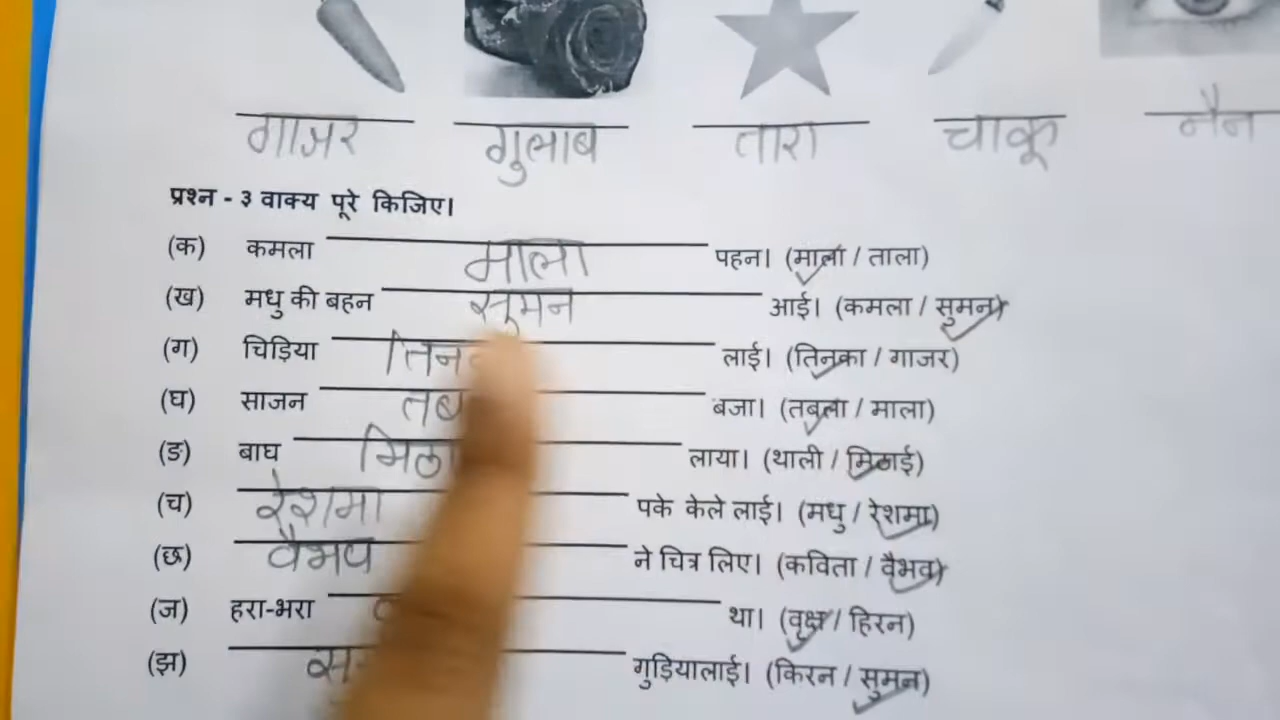 गाजर गुलाब तारा चाकू नैन
प्रश्न - ३ वाक्य पूरे किजिए।
(क) कमला माला पहन। (माला / ताला)
(ख) मधु की बहन सूमन आई। (कमला / सुमन)
(ग) चिड़िया लाई। (तिनका / गाजर)
(घ) साजन बजा। (तबला / माला)
(ङ) बाघ लाया। (थाली / मिठाई)
(च) रेशमा पके केले लाई। (मधु / रेशमा)
(छ) वैभव ने चित्र लिए। (कविता / वैभव)
(ज) हरा-भरा था। (वृक्ष / हिरन)
(झ) गुड़ियालाई। (किरन / सुमन)